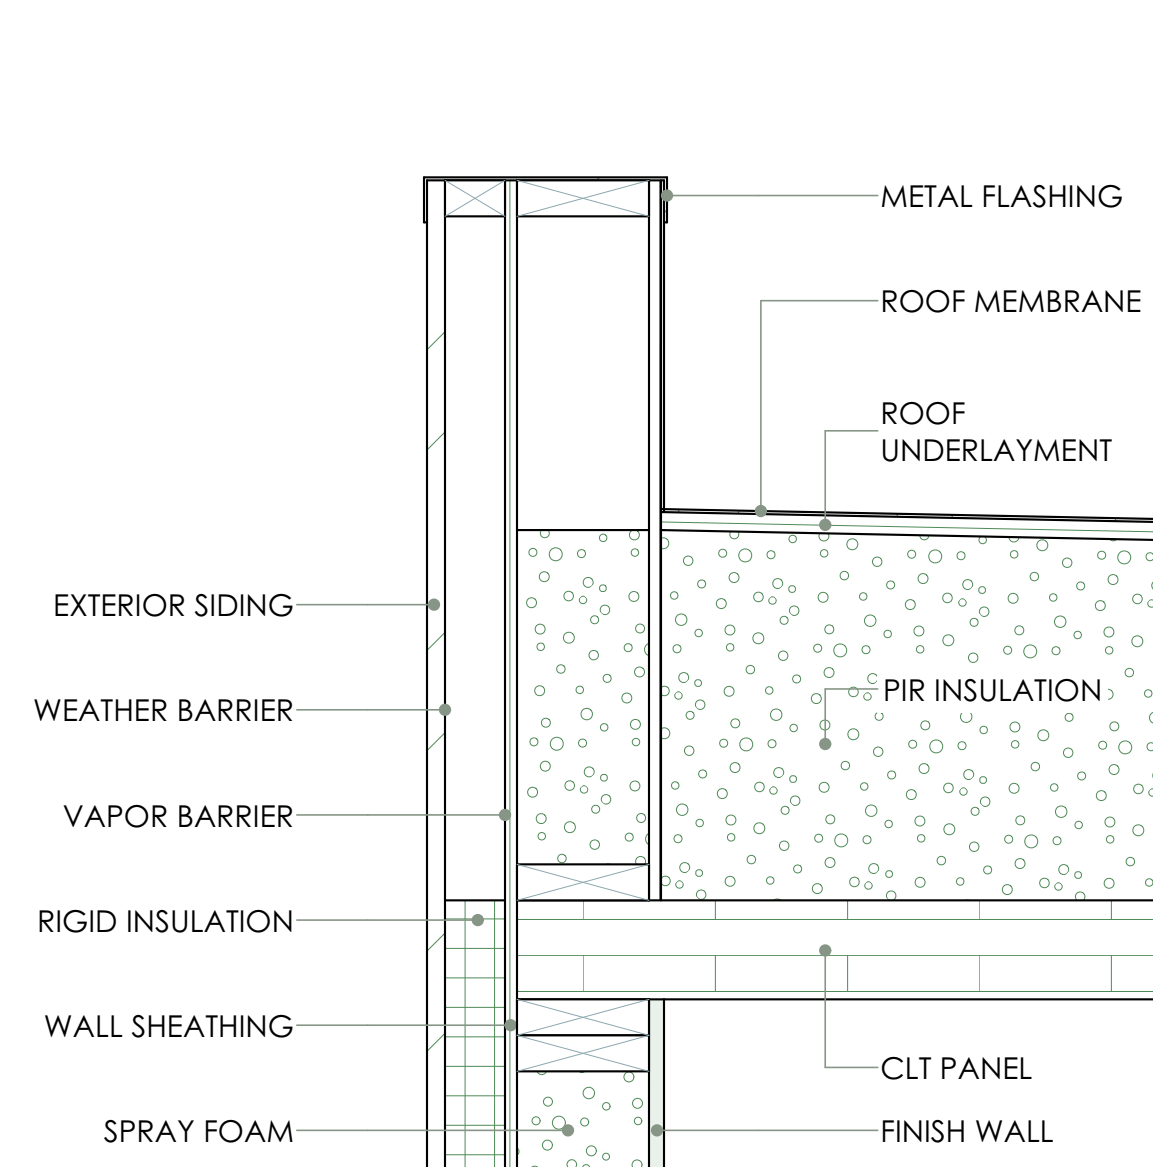 METAL FLASHING
ROOF MEMBRANE
ROOF
UNDERLAYMENT
EXTERIOR SIDING
PIR INSULATION
WEATHER BARRIER
VAPOR BARRIER
RIGID INSULATION
WALL SHEATHING
CLT PANEL
SPRAY FOAM
FINISH WALL